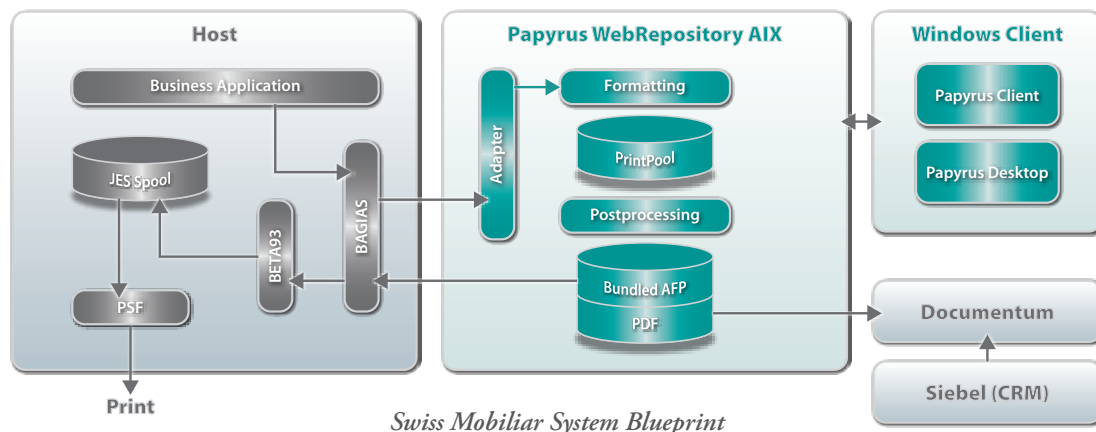 Host
Business Application
JES Spool
BETA93
BAGIAS
PSF
Print
Papyrus WebRepository AIX
Adapter
Formatting
PrintPool
Postprocessing
Bundled AFP
PDF
Windows Client
Papyrus Client
Papyrus Desktop
Documentum
Siebel (CRM)
Swiss Mobiliar System Blueprint